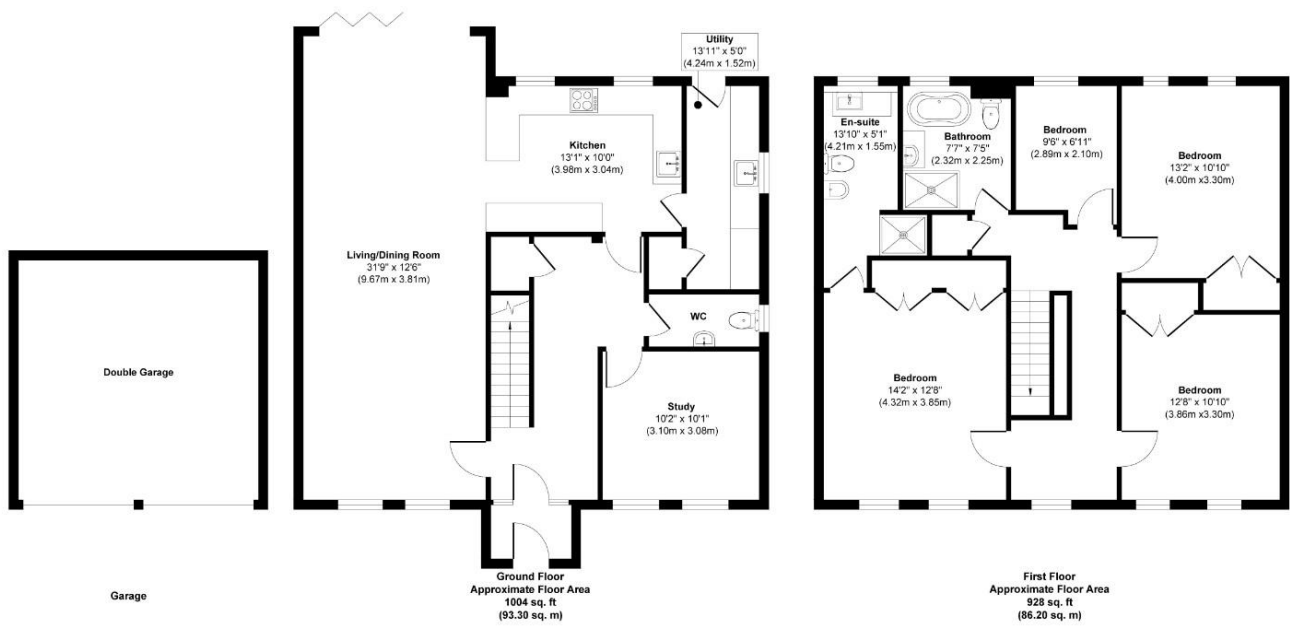 Utility
13'11" x 5'0"
(4.24m x 1.52m)
Kitchen
13'1" x 10'0"
(3.98m x 3.04m)
Living/Dining Room
31'9" x 12'6"
(9.67m x 3.81m)
WC
Study
10'2" x 10'1"
(3.10m x 3.08m)
Double Garage
Garage
Ground Floor
Approximate Floor Area
1004 sq. ft
(93.30 sq. m)
En-suite
13'10" x 5'1"
(4.21m x 1.55m)
Bathroom
7'7" x 7'5"
(2.32m x 2.25m)
Bedroom
9'6" x 6'11"
(2.89m x 2.10m)
Bedroom
13'2" x 10'10"
(4.00m x3.30m)
Bedroom
14'2" x 12'8"
(4.32m x 3.85m)
Bedroom
12'8" x 10'10"
(3.86m x3.30m)
First Floor
Approximate Floor Area
928 sq. ft
(86.20 sq. m)